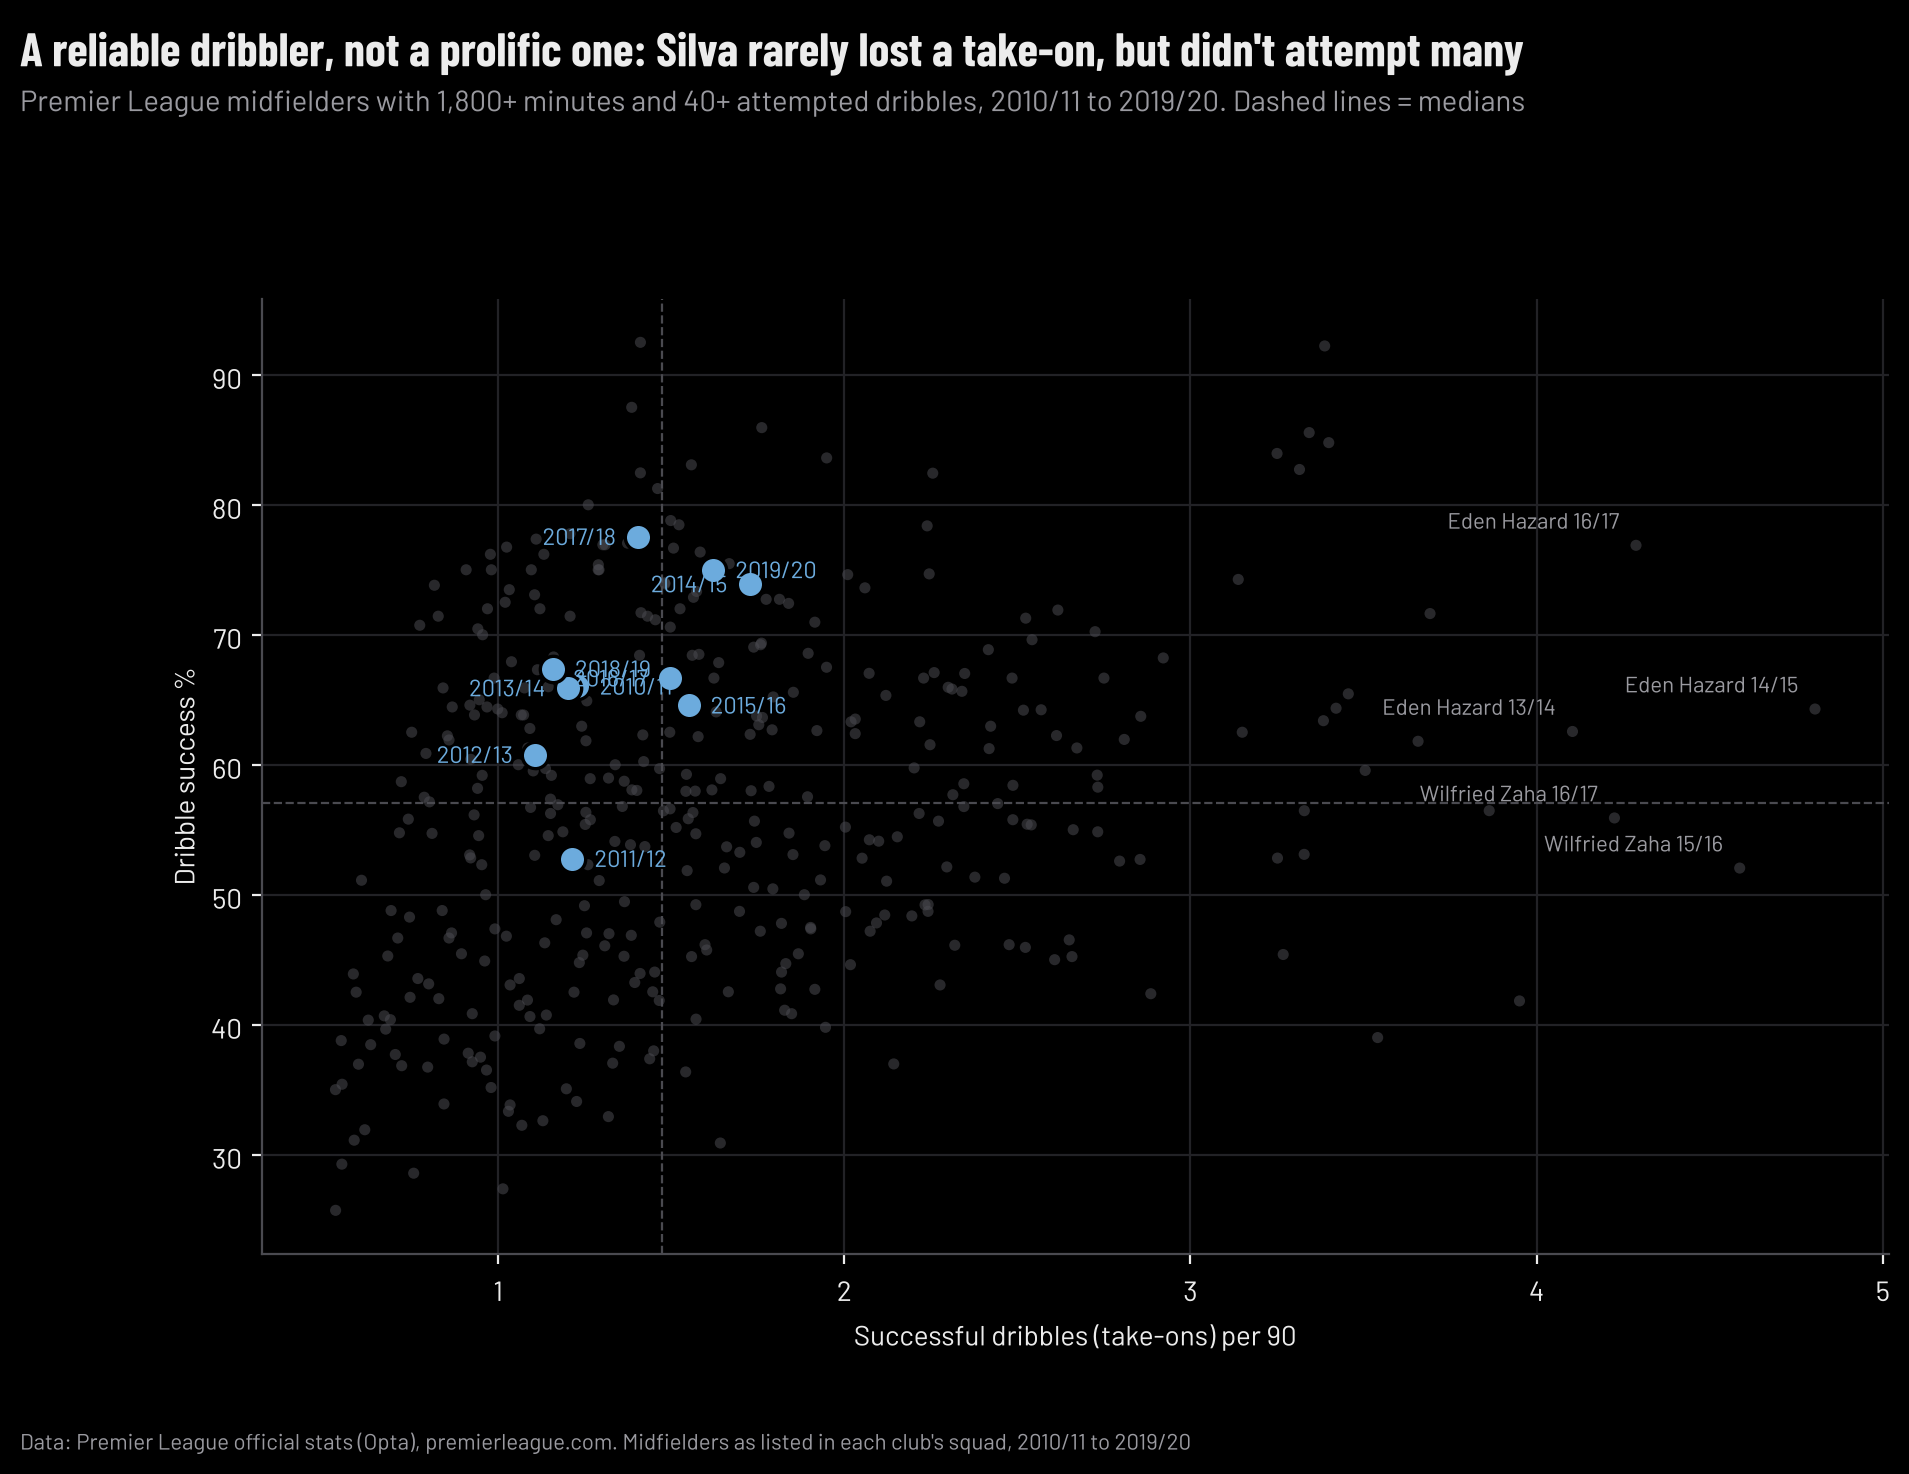 A reliable dribbler, not a prolific one: Silva rarely lost a take-on, but didn't attempt many
Premier League midfielders with 1,800+ minutes and 40+ attempted dribbles, 2010/11 to 2019/20. Dashed lines = medians
90
80
70
60
50
40
30
Dribble success %
Eden Hazard 16/17
2017/18
2014/15
2019/20
2018/19
2016/17
2013/14
2010/11
2015/16
Eden Hazard 14/15
Eden Hazard 13/14
2012/13
Wilfried Zaha 16/17
Wilfried Zaha 15/16
2011/12
1
2
3
4
5
Successful dribbles (take-ons) per 90
Data: Premier League official stats (Opta), premierleague.com. Midfielders as listed in each club's squad, 2010/11 to 2019/20